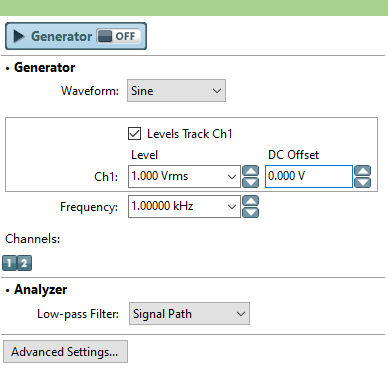 Generator OFF
• Generator
Waveform: Sine
Levels Track Ch1
Level DC Offset
Ch1: 1.000 Vrms 0.000 V
Frequency: 1.00000 kHz
Channels:
1 2
• Analyzer
Low-pass Filter: Signal Path
Advanced Settings...